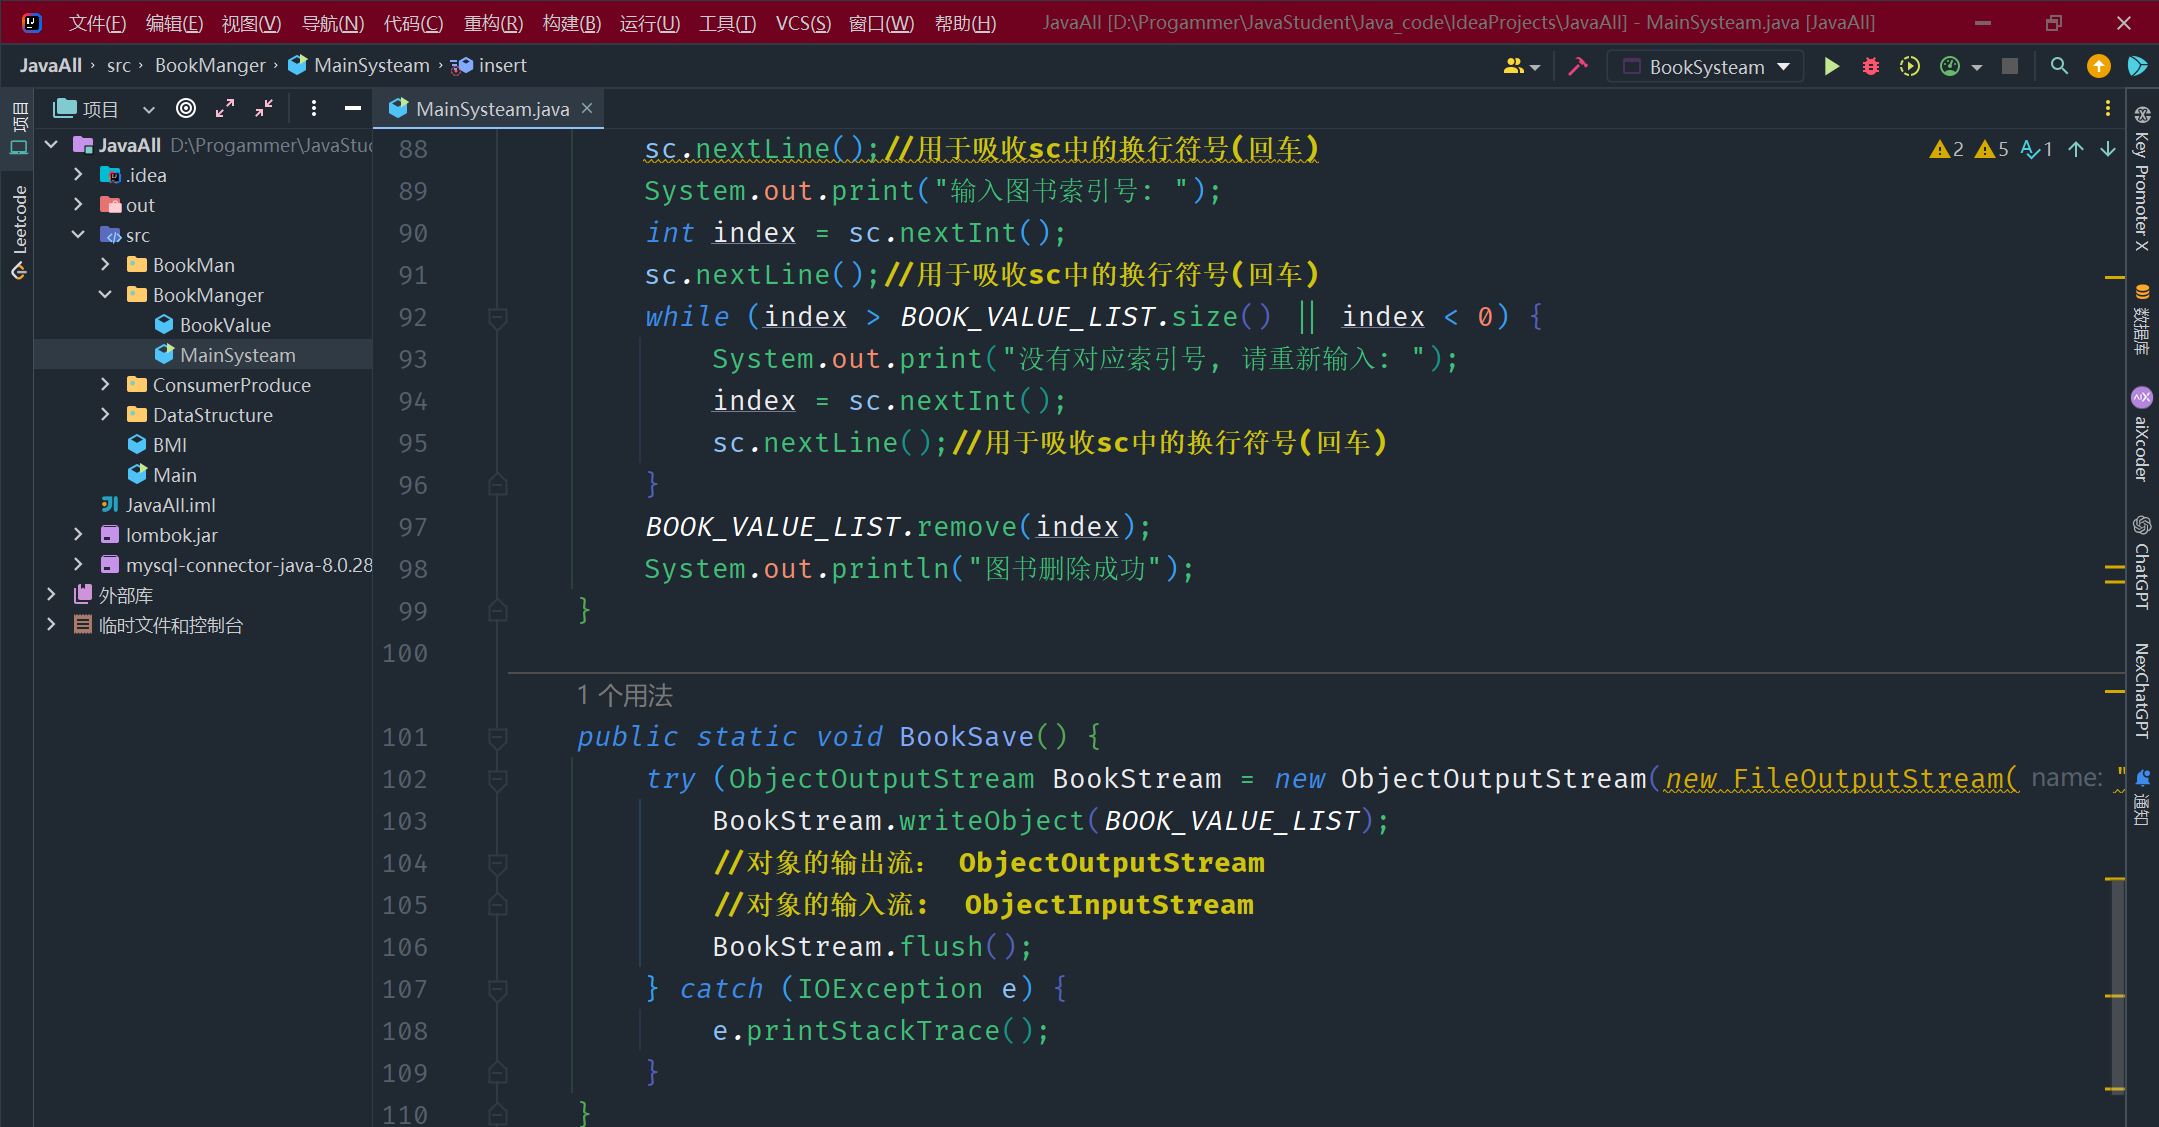 文件(F) 编辑(E) 视图(V) 导航(N) 代码(C) 重构(R) 构建(B) 运行(U) 工具(T) VCS(S) 窗口(W) 帮助(H) JavaAll [D:\Progammer\JavaStudent\Java_code\IdeaProjects\JavaAll] - MainSysteam.java [JavaAll]
JavaAll › src › BookManger › MainSysteam › insert BookSysteam
项目 MainSysteam.java
JavaAll D:\Progammer\JavaStuc
.idea
out
src
BookMan
BookManger
BookValue
MainSysteam
ConsumerProduce
DataStructure
BMI
Main
JavaAll.iml
lombok.jar
mysql-connector-java-8.0.28
外部库
临时文件和控制台
项目
Leetcode
2 5 1
88 sc.nextLine();//用于吸收sc中的换行符号(回车)
89 System.out.print("输入图书索引号: ");
90 int index = sc.nextInt();
91 sc.nextLine();//用于吸收sc中的换行符号(回车)
92 while (index > BOOK_VALUE_LIST.size() || index < 0) {
93 System.out.print("没有对应索引号, 请重新输入: ");
94 index = sc.nextInt();
95 sc.nextLine();//用于吸收sc中的换行符号(回车)
96 }
97 BOOK_VALUE_LIST.remove(index);
98 System.out.println("图书删除成功");
99 }
100
1 个用法
101 public static void BookSave() {
102 try (ObjectOutputStream BookStream = new ObjectOutputStream(new FileOutputStream( name: "
103 BookStream.writeObject(BOOK_VALUE_LIST);
104 //对象的输出流： ObjectOutputStream
105 //对象的输入流: ObjectInputStream
106 BookStream.flush();
107 } catch (IOException e) {
108 e.printStackTrace();
109 }
110 }
Key Promoter X
数据库
aiXcoder
ChatGPT
NexChatGPT
通知